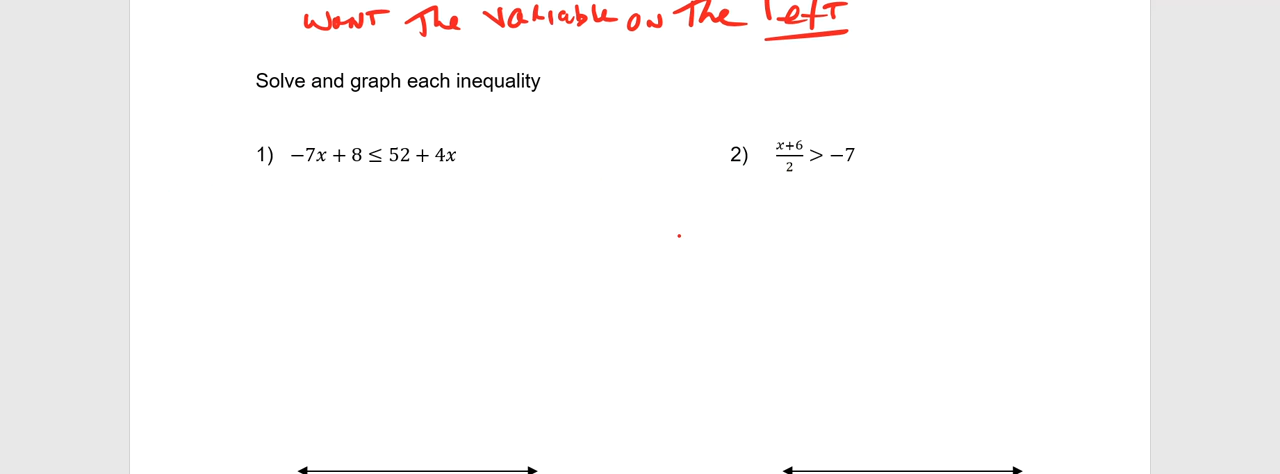 WANT The variable on The left
Solve and graph each inequality
1) −7x + 8 ≤ 52 + 4x
2) (x+6)/2 > −7